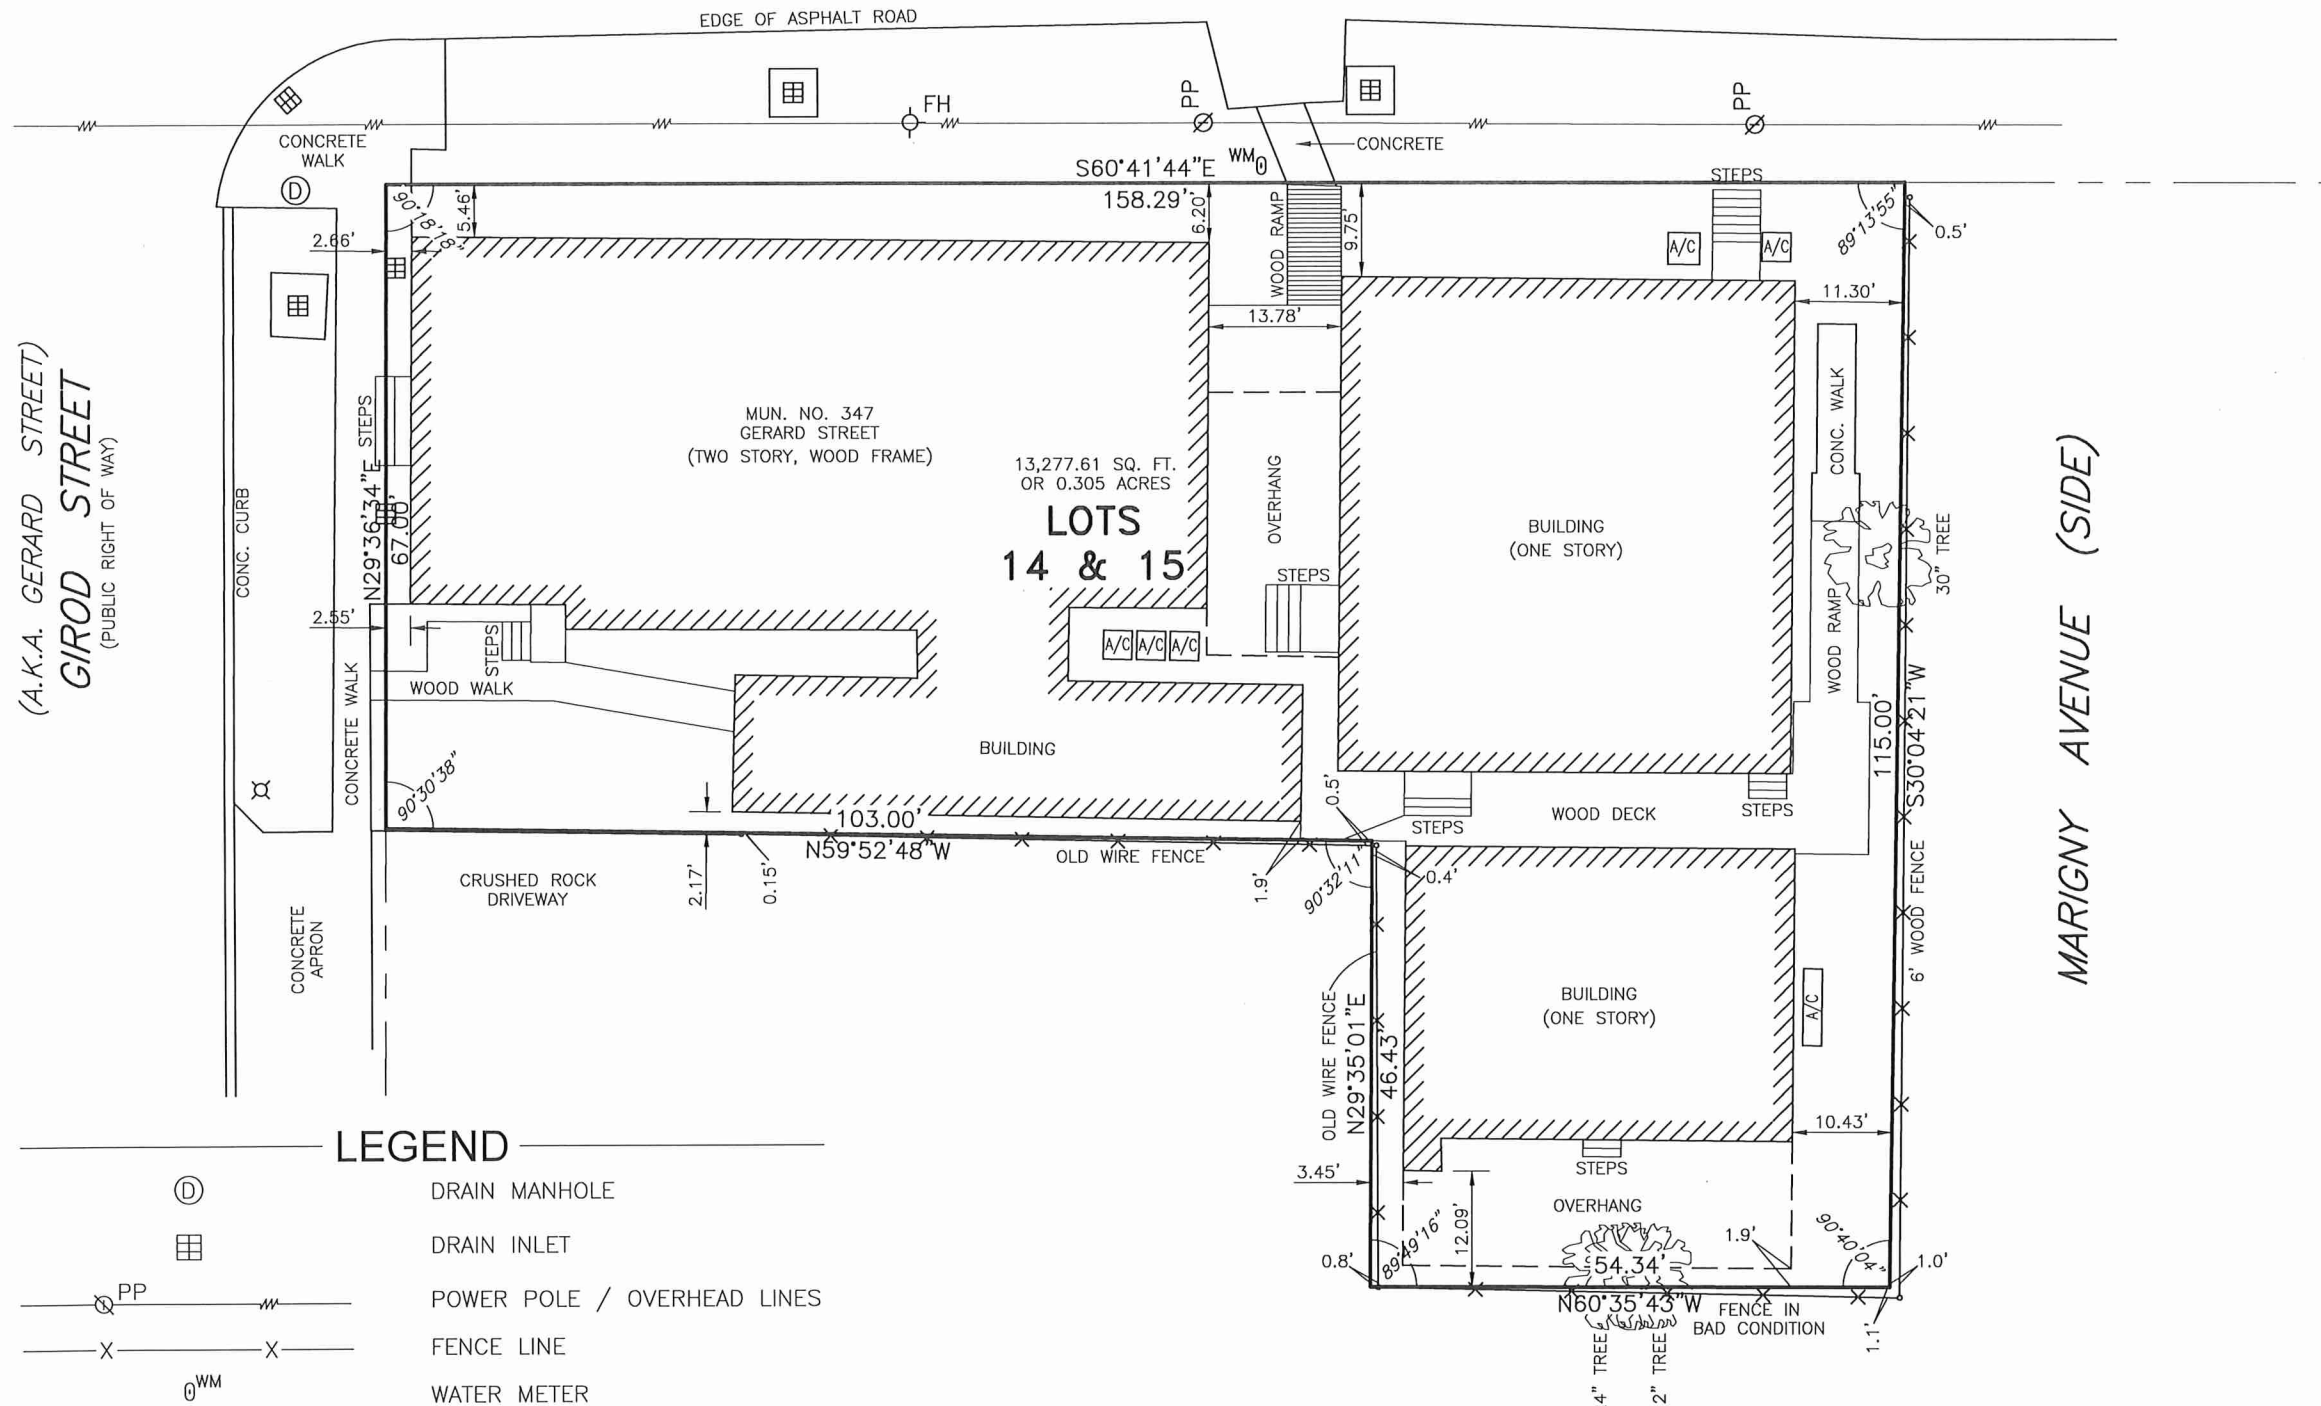 EDGE OF ASPHALT ROAD
FH
PP
PP
CONCRETE
WALK
CONCRETE
D
S60°41'44"E
WM
158.29'
STEPS
90°18'18"
5.46'
6.20'
WOOD RAMP
9.75'
89°13'55"
0.5'
2.66'
A/C
A/C
11.30'
13.78'
(A.K.A. GERARD STREET)
GIROD STREET
(PUBLIC RIGHT OF WAY)
CONC. CURB
STEPS
N29°36'34"E
67.00'
MUN. NO. 347
GERARD STREET
(TWO STORY, WOOD FRAME)
13,277.61 SQ. FT.
OR 0.305 ACRES
LOTS
14 & 15
OVERHANG
STEPS
BUILDING
(ONE STORY)
CONC. WALK
30" TREE
WOOD RAMP
MARIGNY AVENUE (SIDE)
2.55'
STEPS
A/C
A/C
A/C
WOOD WALK
CONCRETE WALK
BUILDING
115.00'
S30°04'21"W
90°30'38"
103.00'
N59°52'48"W
OLD WIRE FENCE
0.5'
STEPS
WOOD DECK
STEPS
6' WOOD FENCE
CRUSHED ROCK
DRIVEWAY
2.17'
0.15'
1.9'
90°32'11"
0.4'
CONCRETE
APRON
OLD WIRE FENCE
N29°35'01"E
46.43'
BUILDING
(ONE STORY)
A/C
10.43'
STEPS
3.45'
12.09'
OVERHANG
0.8'
89°49'16"
54.34'
1.9'
90°40'04"
1.0'
N60°35'43"W
FENCE IN
BAD CONDITION
1.1'
4" TREE
2" TREE
LEGEND
D
DRAIN MANHOLE
DRAIN INLET
PP
POWER POLE / OVERHEAD LINES
X
X
FENCE LINE
WM
WATER METER